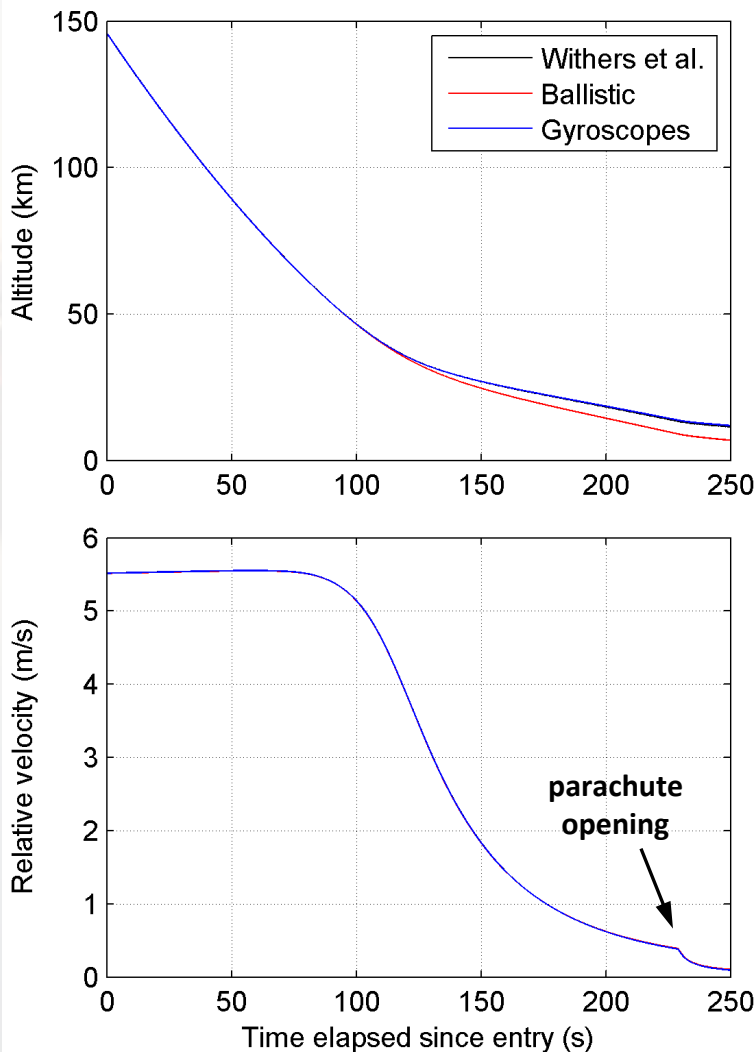 150
100
50
0
Altitude (km)
Withers et al.
Ballistic
Gyroscopes
0 50 100 150 200 250
6
5
4
3
2
1
0
Relative velocity (m/s)
parachute
opening
0 50 100 150 200 250
Time elapsed since entry (s)